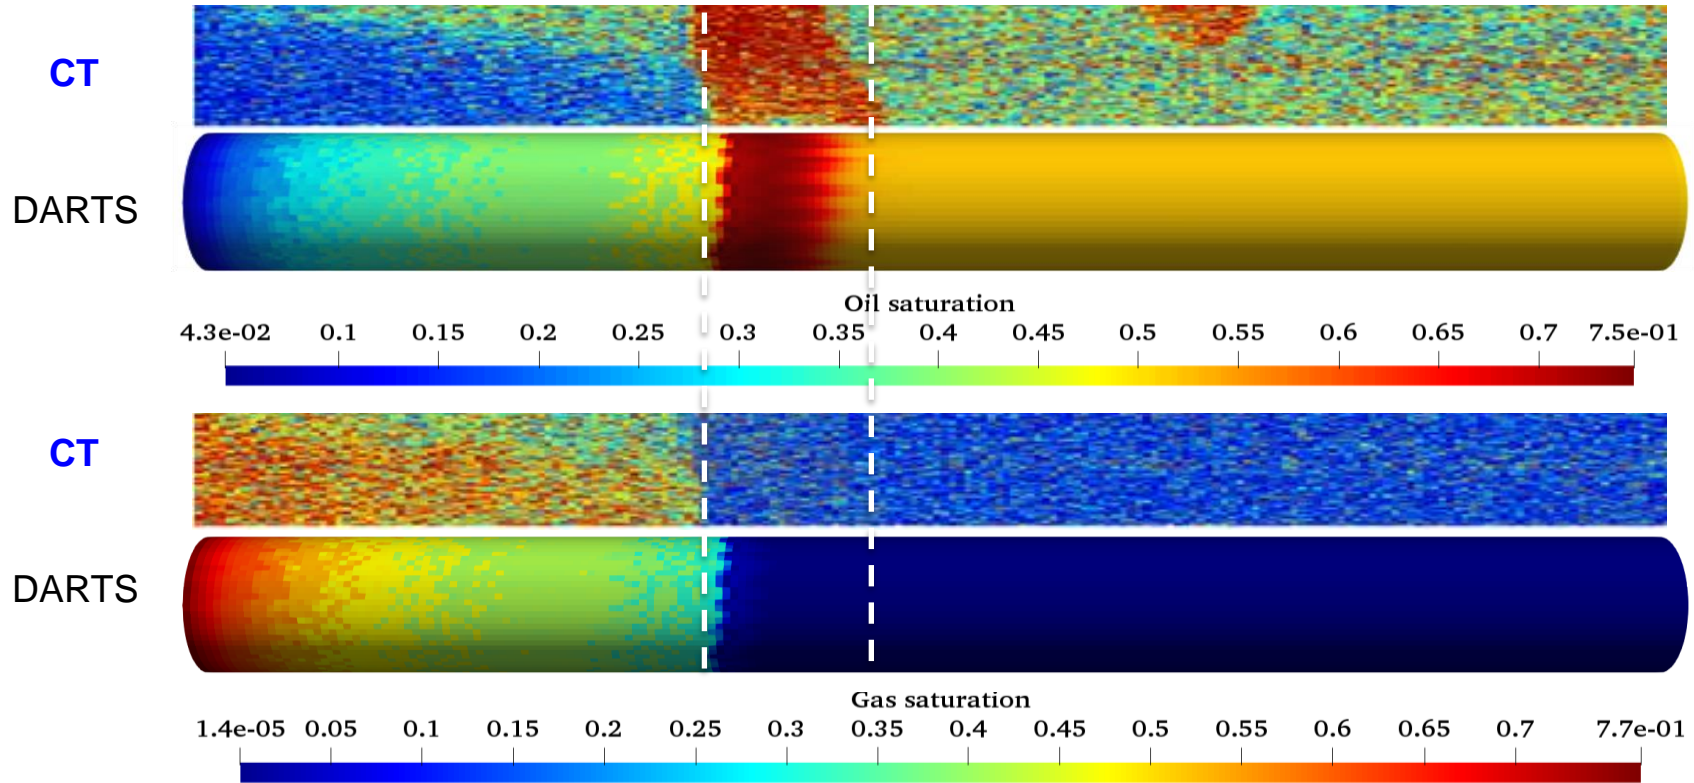 CT
DARTS
Oil saturation
4.3e-02 0.1 0.15 0.2 0.25 0.3 0.35 0.4 0.45 0.5 0.55 0.6 0.65 0.7 7.5e-01
CT
DARTS
Gas saturation
1.4e-05 0.05 0.1 0.15 0.2 0.25 0.3 0.35 0.4 0.45 0.5 0.55 0.6 0.65 0.7 7.7e-01